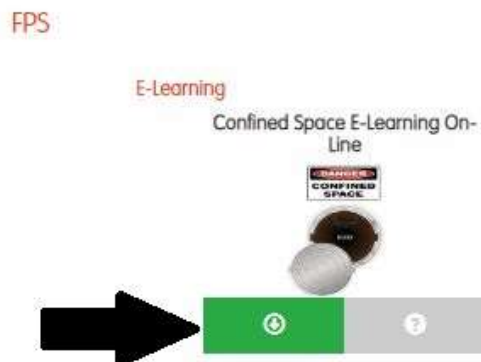 FPS
E-Learning
Confined Space E-Learning On-
Line
DANGER
CONFINED
SPACE
?